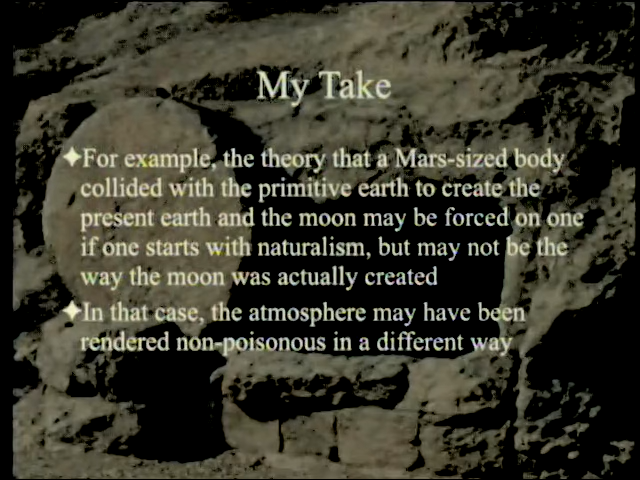 My Take
✦For example, the theory that a Mars-sized body
collided with the primitive earth to create the
present earth and the moon may be forced on one
if one starts with naturalism, but may not be the
way the moon was actually created
✦In that case, the atmosphere may have been
rendered non-poisonous in a different way